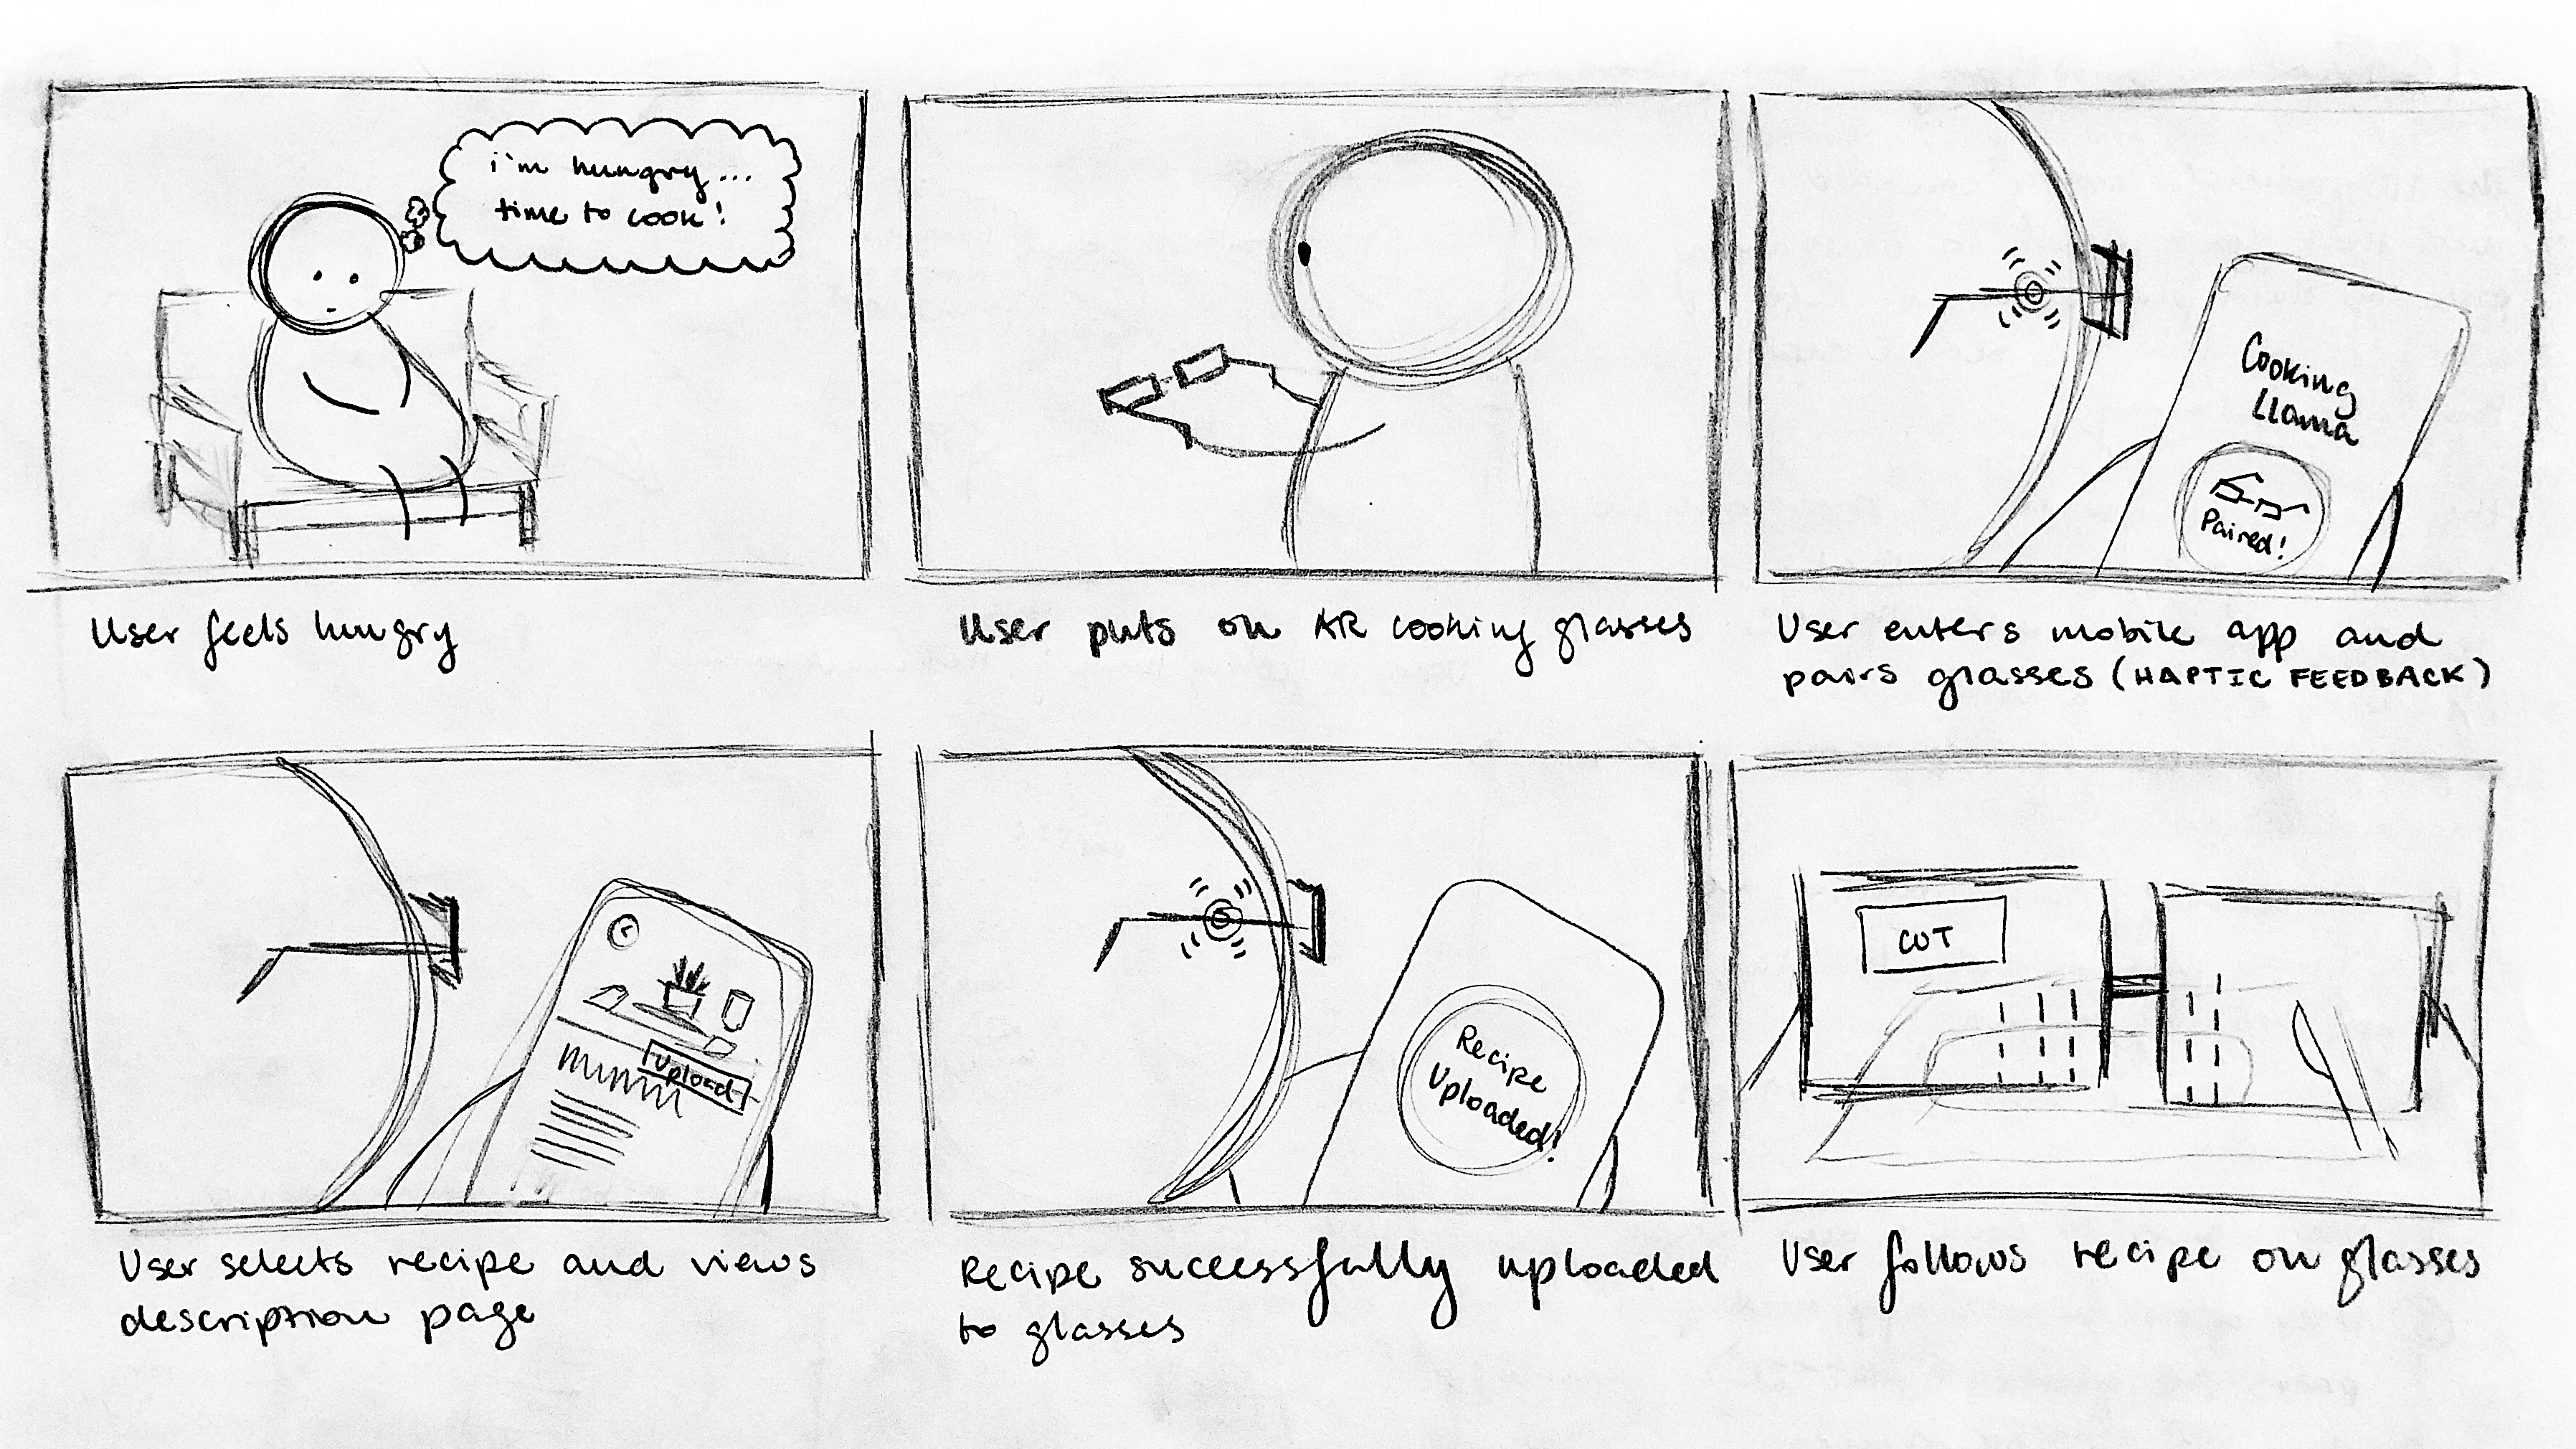 i'm hungry...
time to cook!
User feels hungry
User puts on AR cooking glasses
Cooking
Llama
Paired!
User enters mobile app and
pairs glasses (HAPTIC FEEDBACK)
Upload
User selects recipe and views
description page
Recipe
Uploaded!
Recipe successfully uploaded
to glasses
CUT
User follows recipe on glasses